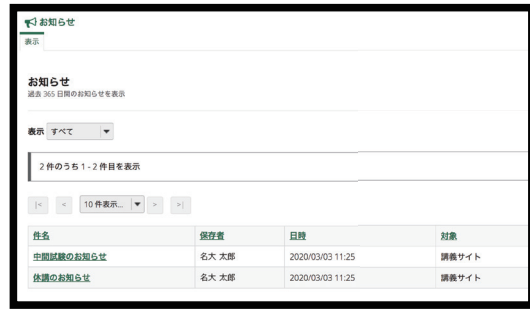 お知らせ
表示
お知らせ
過去 365 日間のお知らせを表示
表示 すべて
2 件のうち 1 - 2 件目を表示
|< < 10 件表示... > >|
件名 保存者 日時 対象
中間試験のお知らせ 名大 太郎 2020/03/03 11:25 講義サイト
休講のお知らせ 名大 太郎 2020/03/03 11:25 講義サイト